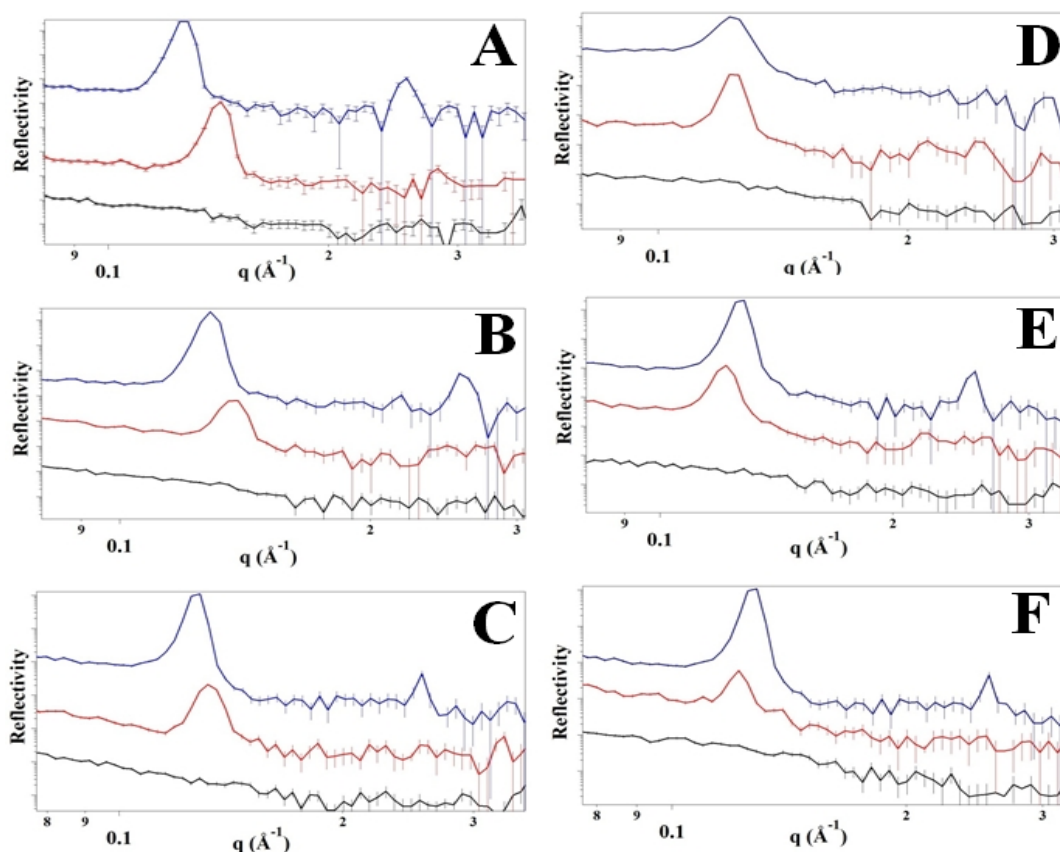 A
Reflectivity
9
2
3
0.1
q (Å-1)
D
Reflectivity
9
2
3
0.1
q (Å-1)
B
Reflectivity
9
2
3
0.1
q (Å-1)
E
Reflectivity
9
2
3
0.1
q (Å-1)
C
Reflectivity
8
9
2
3
0.1
q (Å-1)
F
Reflectivity
8
9
2
3
0.1
q (Å-1)